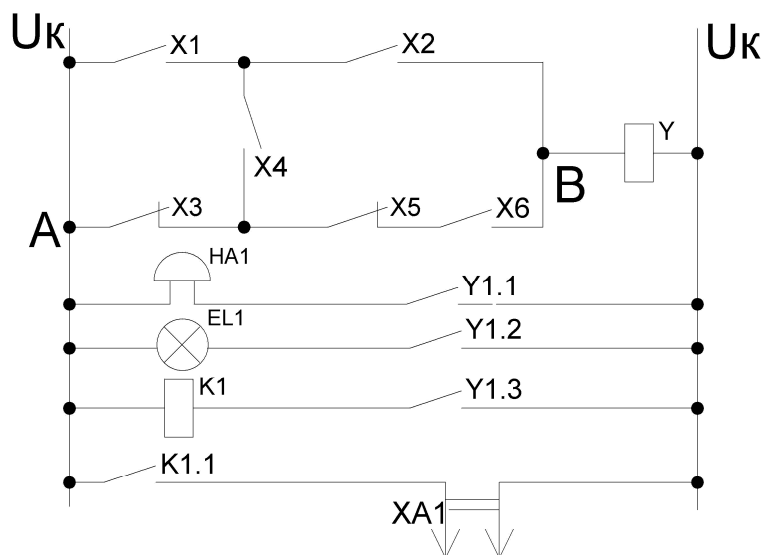 Uк
Uк
X1
X2
X4
Y
B
A
X3
X5
X6
HA1
Y1.1
EL1
Y1.2
K1
Y1.3
K1.1
XA1